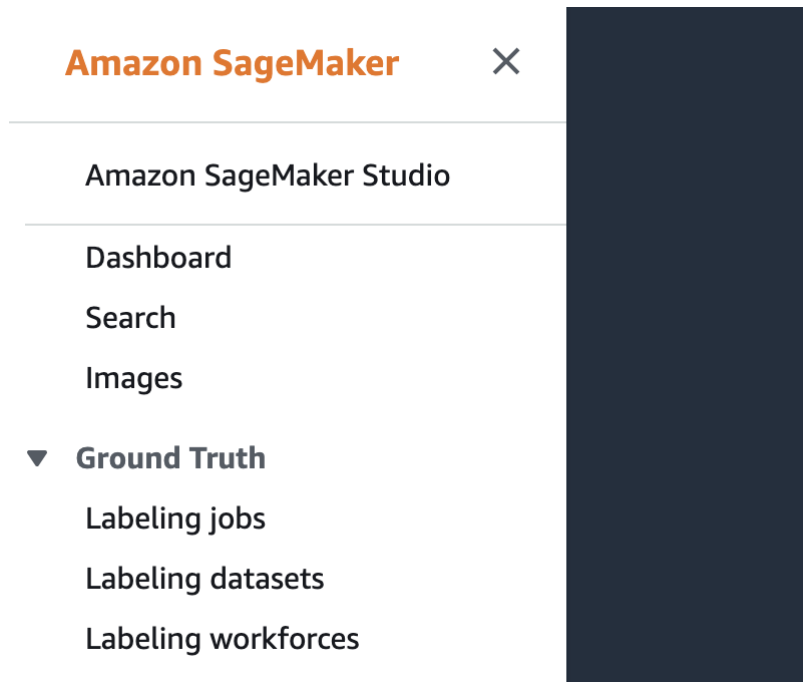 Amazon SageMaker
Amazon SageMaker Studio
Dashboard
Search
Images
Ground Truth
Labeling jobs
Labeling datasets
Labeling workforces